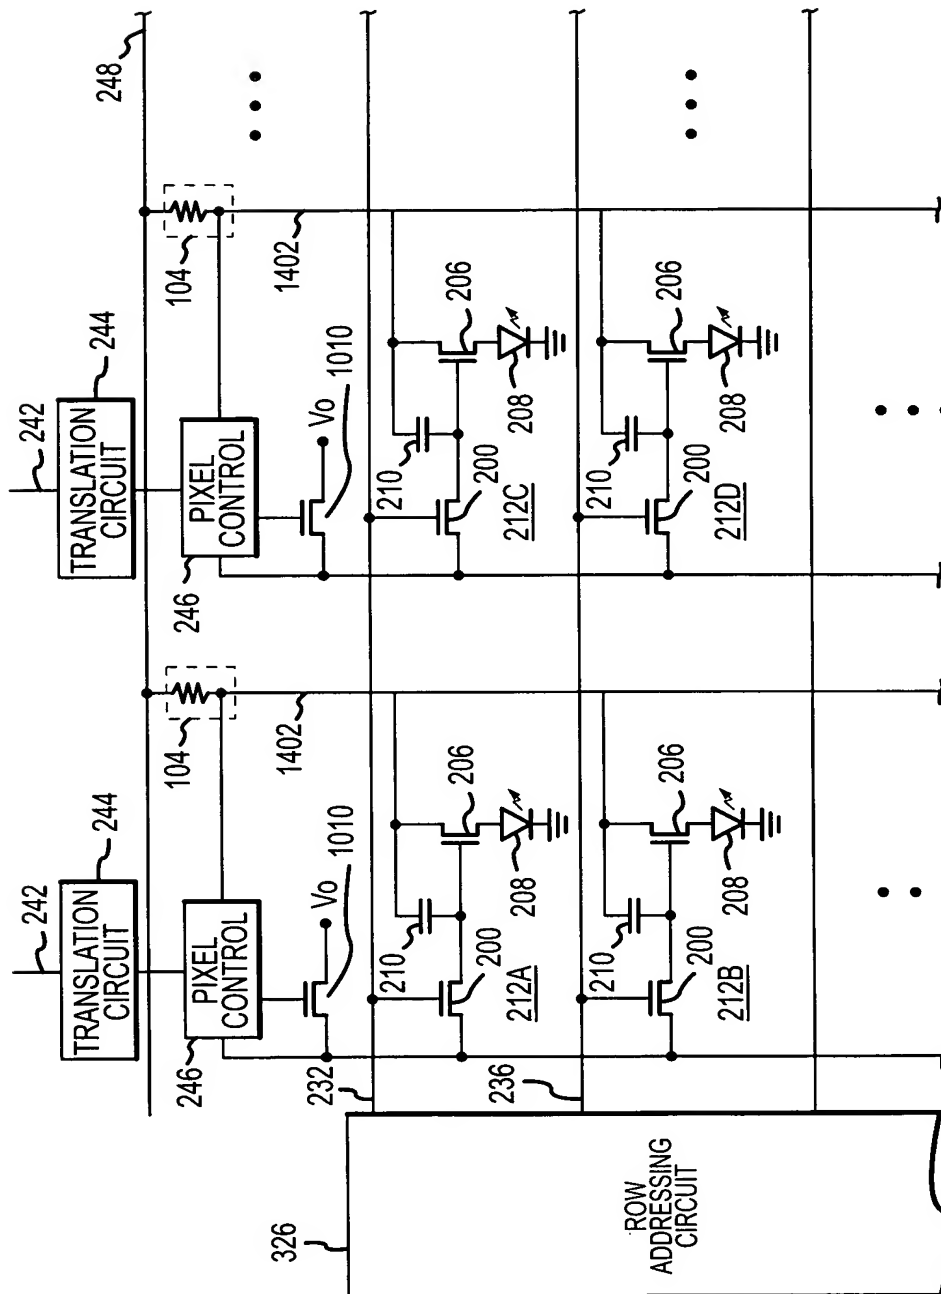 242
TRANSLATION
CIRCUIT
244
242
TRANSLATION
CIRCUIT
244
248
246
PIXEL
CONTROL
104
246
PIXEL
CONTROL
104
Vo
1010
1402
Vo
1010
1402
232
210
200
206
208
212A
210
200
206
208
212C
236
210
200
206
208
212B
210
200
206
208
212D
326
ROW
ADDRESSING
CIRCUIT